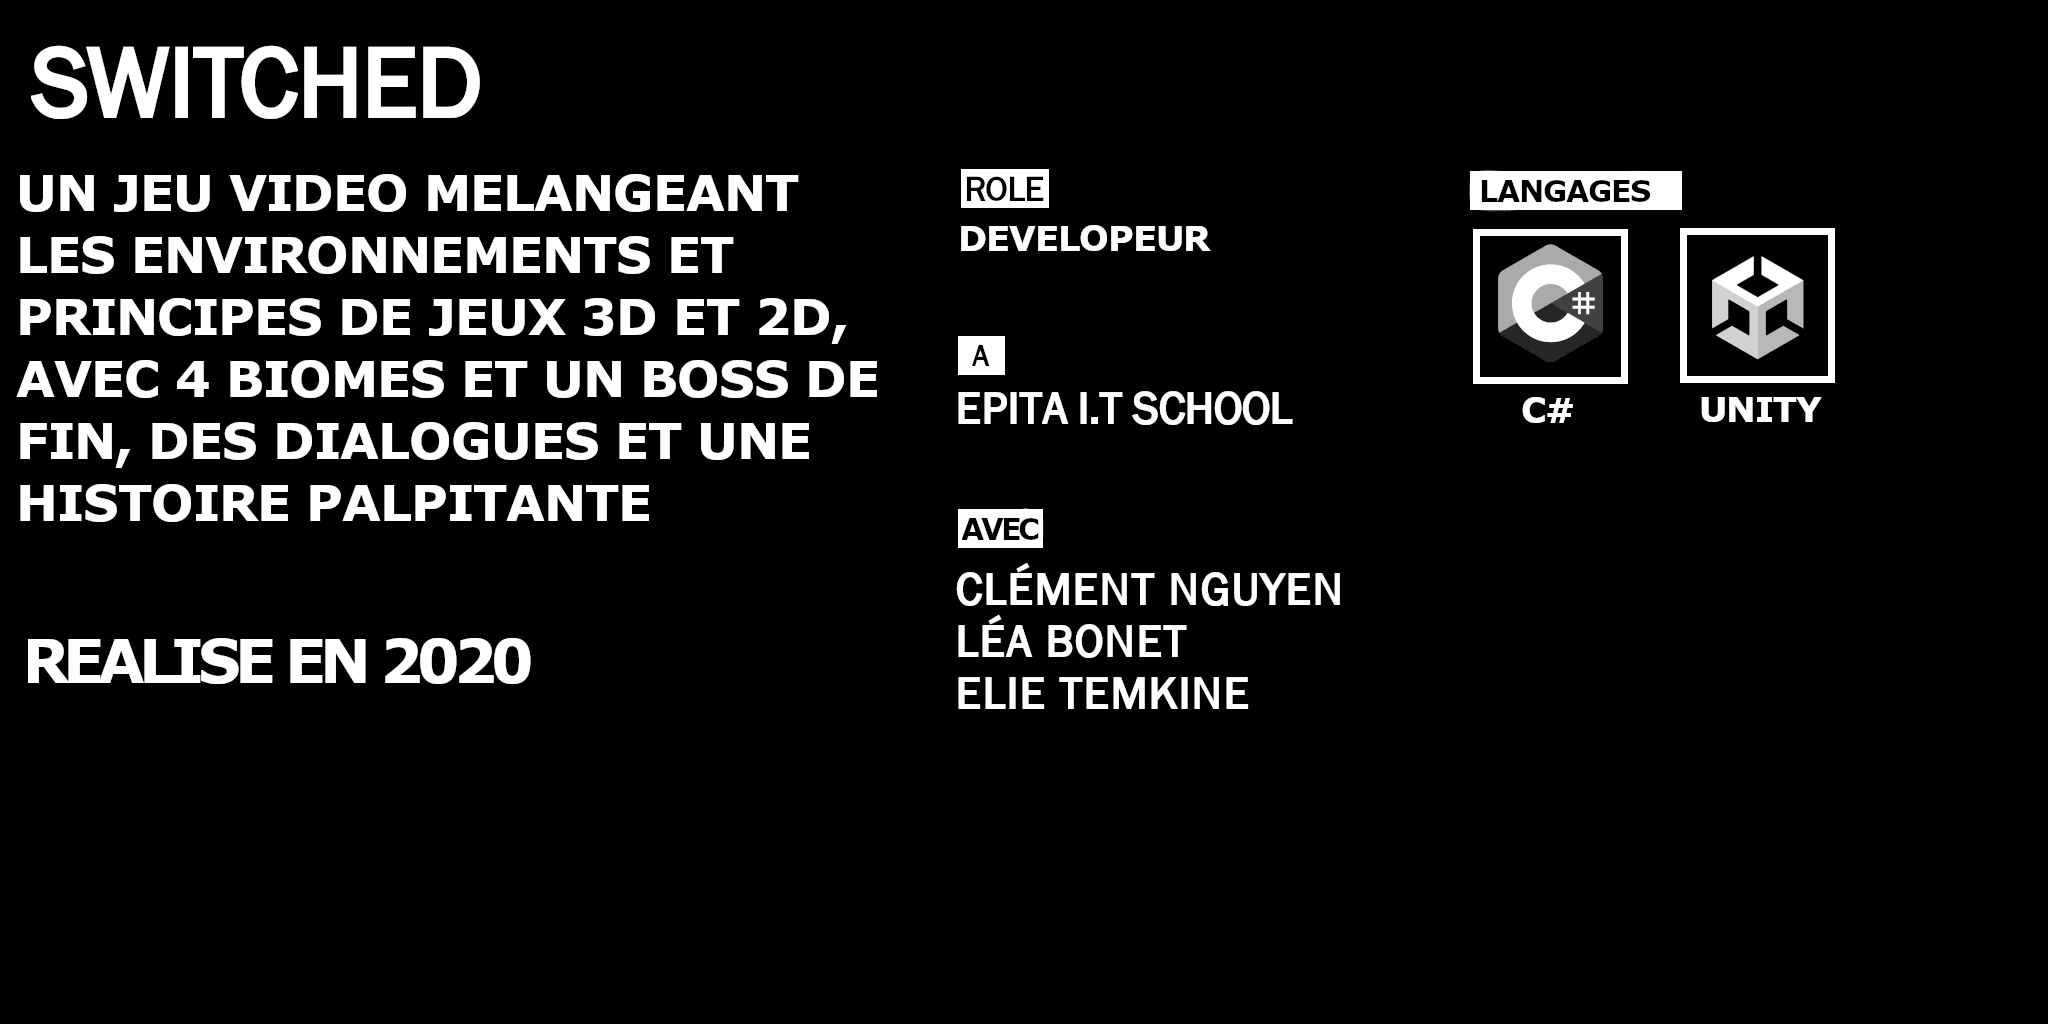 SWITCHED
UN JEU VIDEO MELANGEANT
LES ENVIRONNEMENTS ET
PRINCIPES DE JEUX 3D ET 2D,
AVEC 4 BIOMES ET UN BOSS DE
FIN, DES DIALOGUES ET UNE
HISTOIRE PALPITANTE
REALISE EN 2020
ROLE
DEVELOPEUR
A
EPITA I.T SCHOOL
AVEC
CLÉMENT NGUYEN
LÉA BONET
ELIE TEMKINE
LANGAGES
C#
C#
UNITY